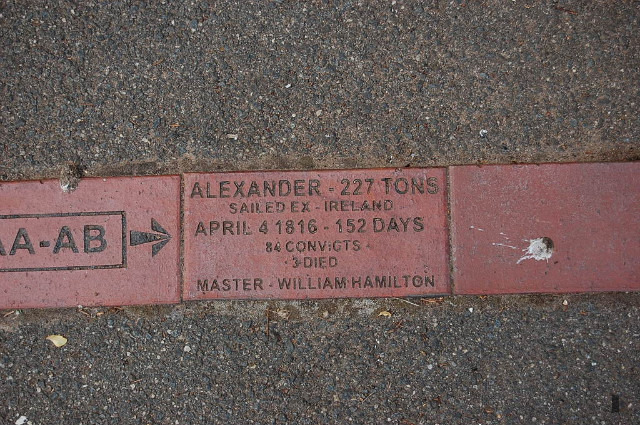 AA-AB
ALEXANDER - 227 TONS
SAILED EX - IRELAND
APRIL 4 1816 - 152 DAYS
84 CONVICTS
3 DIED
MASTER - WILLIAM HAMILTON